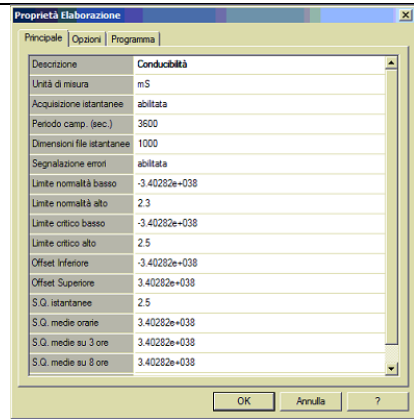 Proprietà Elaborazione
Principale Opzioni Programma
Descrizione Conducibilità
Unità di misura mS
Acquisizione istantanee abilitata
Periodo camp. (sec.) 3600
Dimensioni file istantanee 1000
Segnalazione errori abilitata
Limite normalità basso -3.40282e+038
Limite normalità alto 2.3
Limite critico basso -3.40282e+038
Limite critico alto 2.5
Offset Inferiore -3.40282e+038
Offset Superiore 3.40282e+038
S.Q. istantanee 2.5
S.Q. medie orarie 3.40282e+038
S.Q. medie su 3 ore 3.40282e+038
S.Q. medie su 8 ore 3.40282e+038
OK Annulla ?